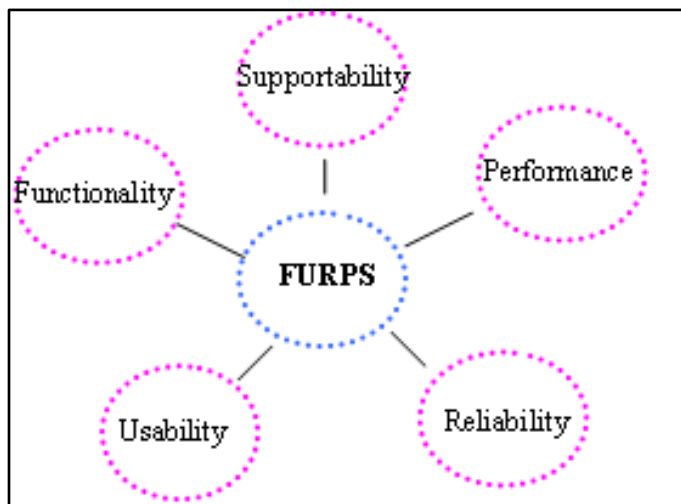 Supportability
Performance
Functionality
FURPS
Usability
Reliability